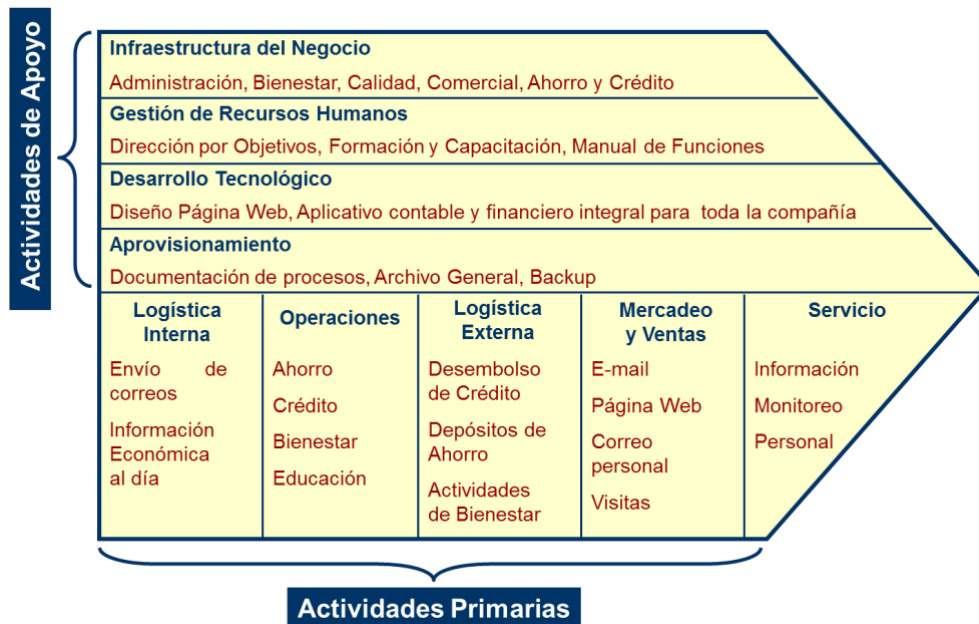 Actividades de Apoyo
Infraestructura del Negocio
Administración, Bienestar, Calidad, Comercial, Ahorro y Crédito
Gestión de Recursos Humanos
Dirección por Objetivos, Formación y Capacitación, Manual de Funciones
Desarrollo Tecnológico
Diseño Página Web, Aplicativo contable y financiero integral para toda la compañía
Aprovisionamiento
Documentación de procesos, Archivo General, Backup
Logística
Interna
Envío de
correos
Información
Económica
al día
Operaciones
Ahorro
Crédito
Bienestar
Educación
Logística
Externa
Desembolso
de Crédito
Depósitos de
Ahorro
Actividades
de Bienestar
Mercadeo
y Ventas
E-mail
Página Web
Correo
personal
Visitas
Servicio
Información
Monitoreo
Personal
Actividades Primarias